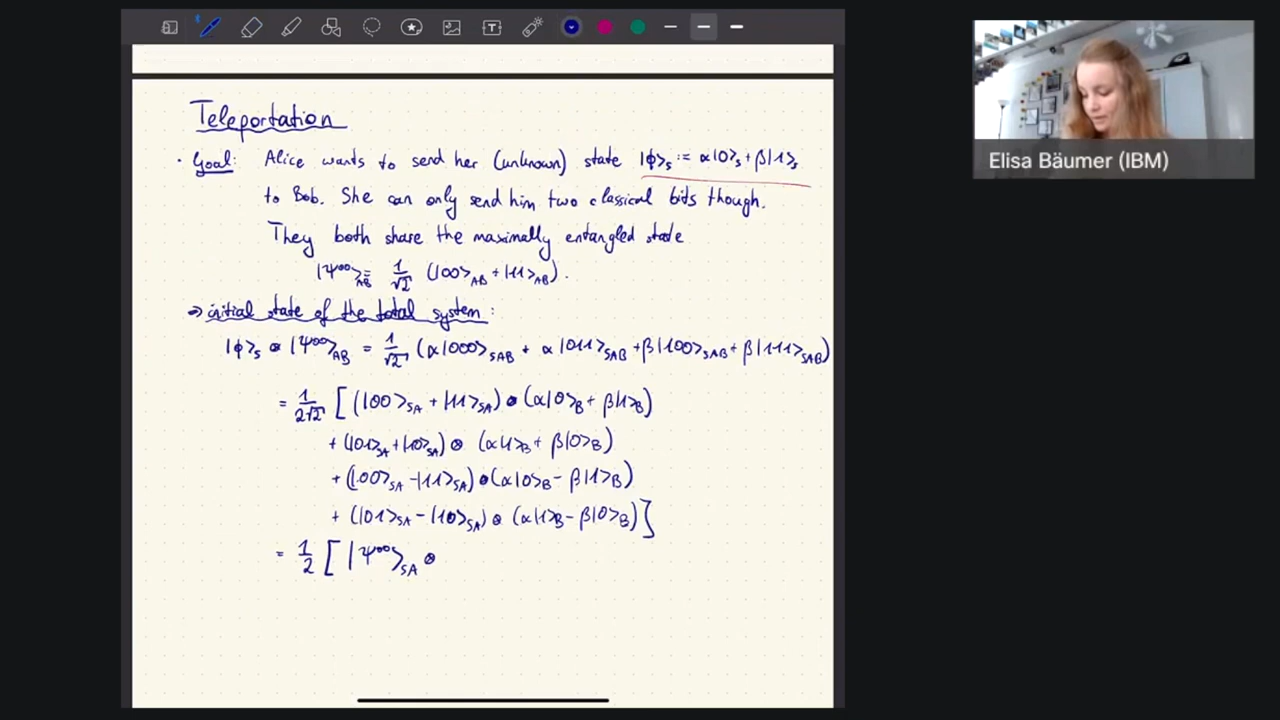 Teleportation
· Goal: Alice wants to send her (unknown) state |ϕ⟩_S := α|0⟩_S + β|1⟩_S
to Bob. She can only send him two classical bits though.
They both share the maximally entangled state
|ψ⁰⁰⟩_AB = 1/√2 (|00⟩_AB + |11⟩_AB).
→ initial state of the total system:
|ϕ⟩_S ⊗ |ψ⁰⁰⟩_AB = 1/√2 (α|000⟩_SAB + α|011⟩_SAB + β|100⟩_SAB + β|111⟩_SAB)
= 1/2√2 [(|00⟩_SA + |11⟩_SA) ⊗ (α|0⟩_B + β|1⟩_B)
+ (|01⟩_SA + |10⟩_SA) ⊗ (α|1⟩_B + β|0⟩_B)
+ (|00⟩_SA − |11⟩_SA) ⊗ (α|0⟩_B − β|1⟩_B)
+ (|01⟩_SA − |10⟩_SA) ⊗ (α|1⟩_B − β|0⟩_B)]
= 1/2 [|ψ⁰⁰⟩_SA ⊗
Elisa Bäumer (IBM)